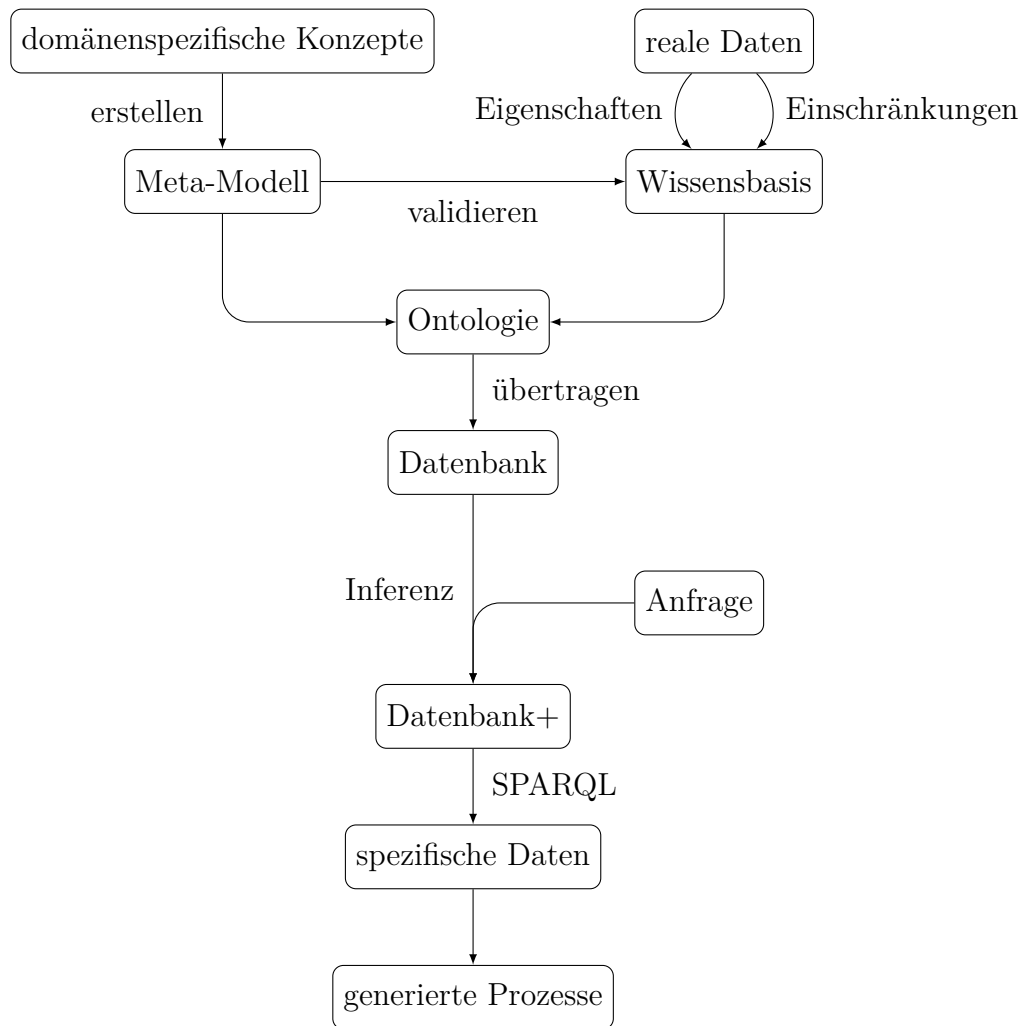 domänenspezifische Konzepte
reale Daten
erstellen
Eigenschaften
Einschränkungen
Meta-Modell
Wissensbasis
validieren
Ontologie
übertragen
Datenbank
Inferenz
Anfrage
Datenbank+
SPARQL
spezifische Daten
generierte Prozesse